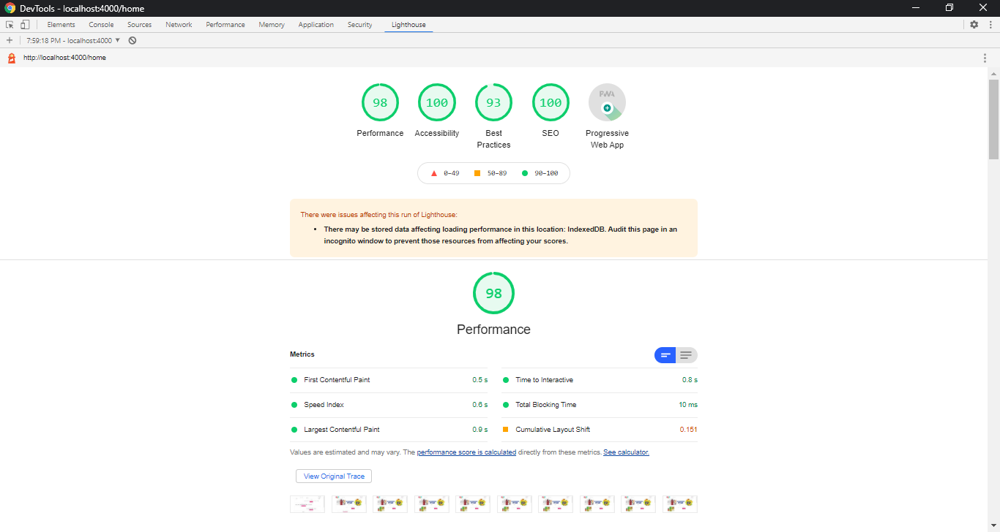 DevTools - localhost:4000/home
Elements Console Sources Network Performance Memory Application Security Lighthouse
7:59:18 PM - localhost:4000
http://localhost:4000/home
98 100 93 100 PWA
Performance Accessibility Best Practices SEO Progressive Web App
0–49 50–89 90–100
There were issues affecting this run of Lighthouse:
• There may be stored data affecting loading performance in this location: IndexedDB. Audit this page in an
incognito window to prevent those resources from affecting your scores.
98
Performance
Metrics
First Contentful Paint 0.5 s Time to Interactive 0.8 s
Speed Index 0.6 s Total Blocking Time 10 ms
Largest Contentful Paint 0.9 s Cumulative Layout Shift 0.151
Values are estimated and may vary. The performance score is calculated directly from these metrics. See calculator.
View Original Trace